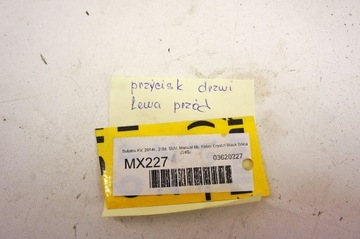 przycisk drzwi
Lewa przód
Subaru XV, 2014r., 2.0d, SUV, Manual 6b, Kolor: Crystal Black Silica
MX227
03620227